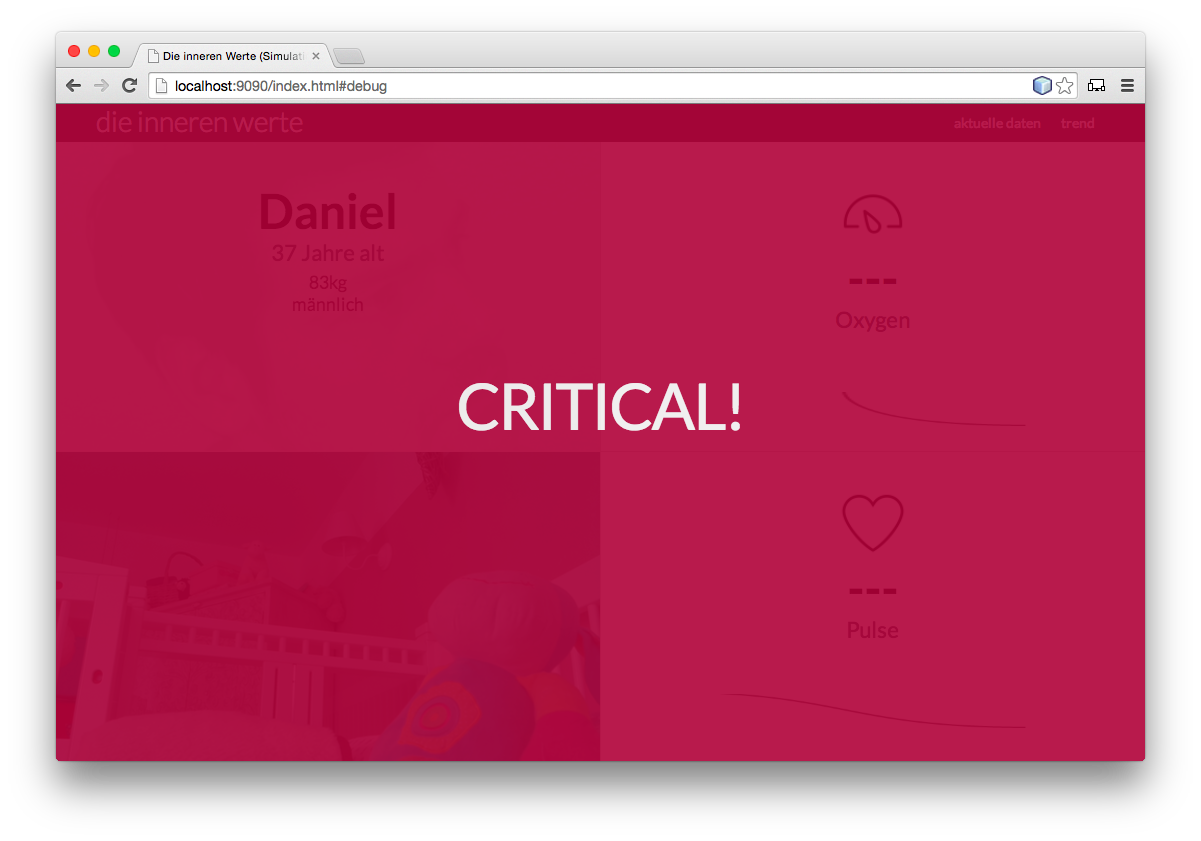 Die inneren Werte (Simulati
localhost:9090/index.html#debug
die inneren werte
aktuelle daten
trend
Daniel
37 Jahre alt
83kg
männlich
---
Oxygen
CRITICAL!
---
Pulse